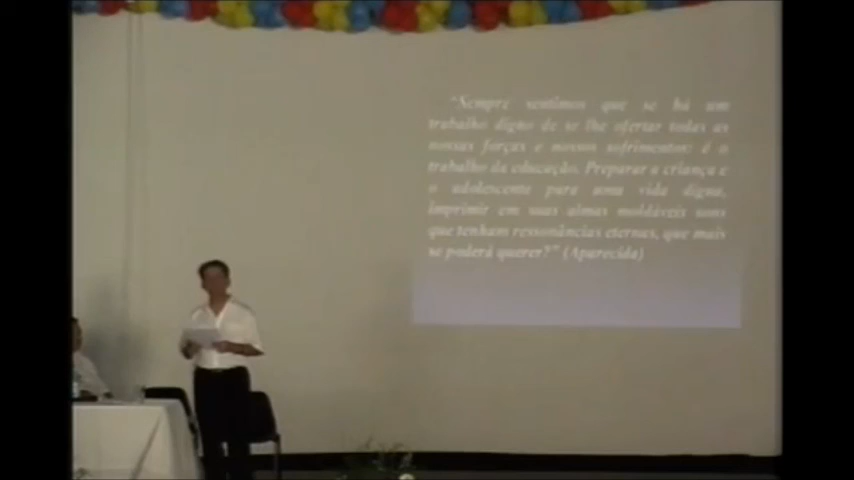 "Sempre sentimos que se há um
trabalho digno de se lhe ofertar todas as
nossas forças e nossos sofrimentos: é o
trabalho da educação. Preparar a criança e
o adolescente para uma vida digna,
imprimir em suas almas moldáveis sons
que tenham ressonâncias eternas, que mais
se poderá querer?" (Aparecida)